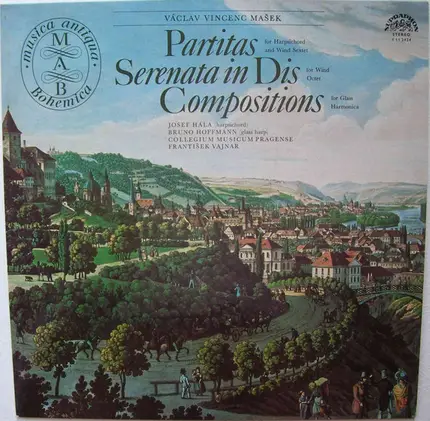 VÁCLAV VINCENC MAŠEK
Partitas for Harpsichord and Wind Sextet
Serenata in Dis for Wind Octet
Compositions for Glass Harmonica
JOSEF HÁLA (harpsichord)
BRUNO HOFFMANN (glass harp)
COLLEGIUM MUSICUM PRAGENSE
FRANTIŠEK VAJNAR
musica antiqua
Bohemica
M
A
B
SUPRAPHON
STEREO